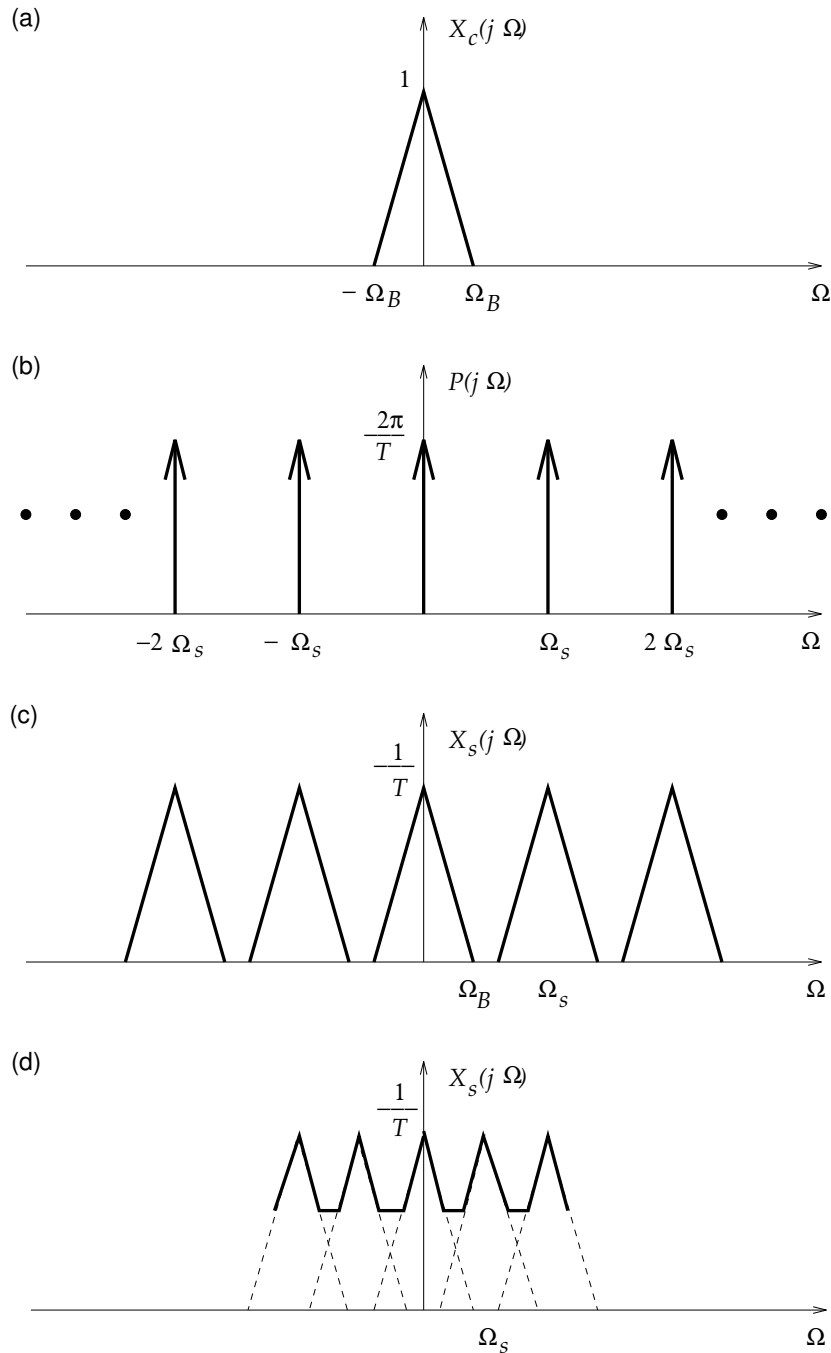 (a)
X_c(j Ω)
1
− Ω_B
Ω_B
Ω
(b)
P(j Ω)
2π
T
−2 Ω_s
− Ω_s
Ω_s
2 Ω_s
Ω
(c)
X_s(j Ω)
1
T
Ω_B
Ω_s
Ω
(d)
X_s(j Ω)
1
T
Ω_s
Ω